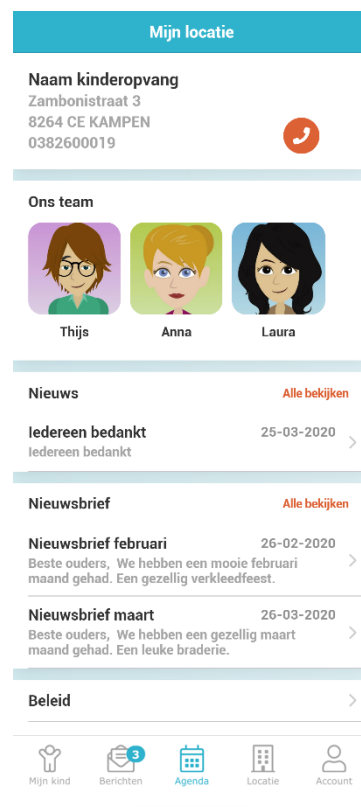 Mijn locatie
Naam kinderopvang
Zambonistraat 3
8264 CE KAMPEN
0382600019
Ons team
Thijs
Anna
Laura
Nieuws
Alle bekijken
Iedereen bedankt
25-03-2020
Iedereen bedankt
Nieuwsbrief
Alle bekijken
Nieuwsbrief februari
26-02-2020
Beste ouders,  We hebben een mooie februari
maand gehad. Een gezellig verkleedfeest.
Nieuwsbrief maart
26-03-2020
Beste ouders,  We hebben een gezellig maart
maand gehad. Een leuke braderie.
Beleid
3
Mijn kind
Berichten
Agenda
Locatie
Account